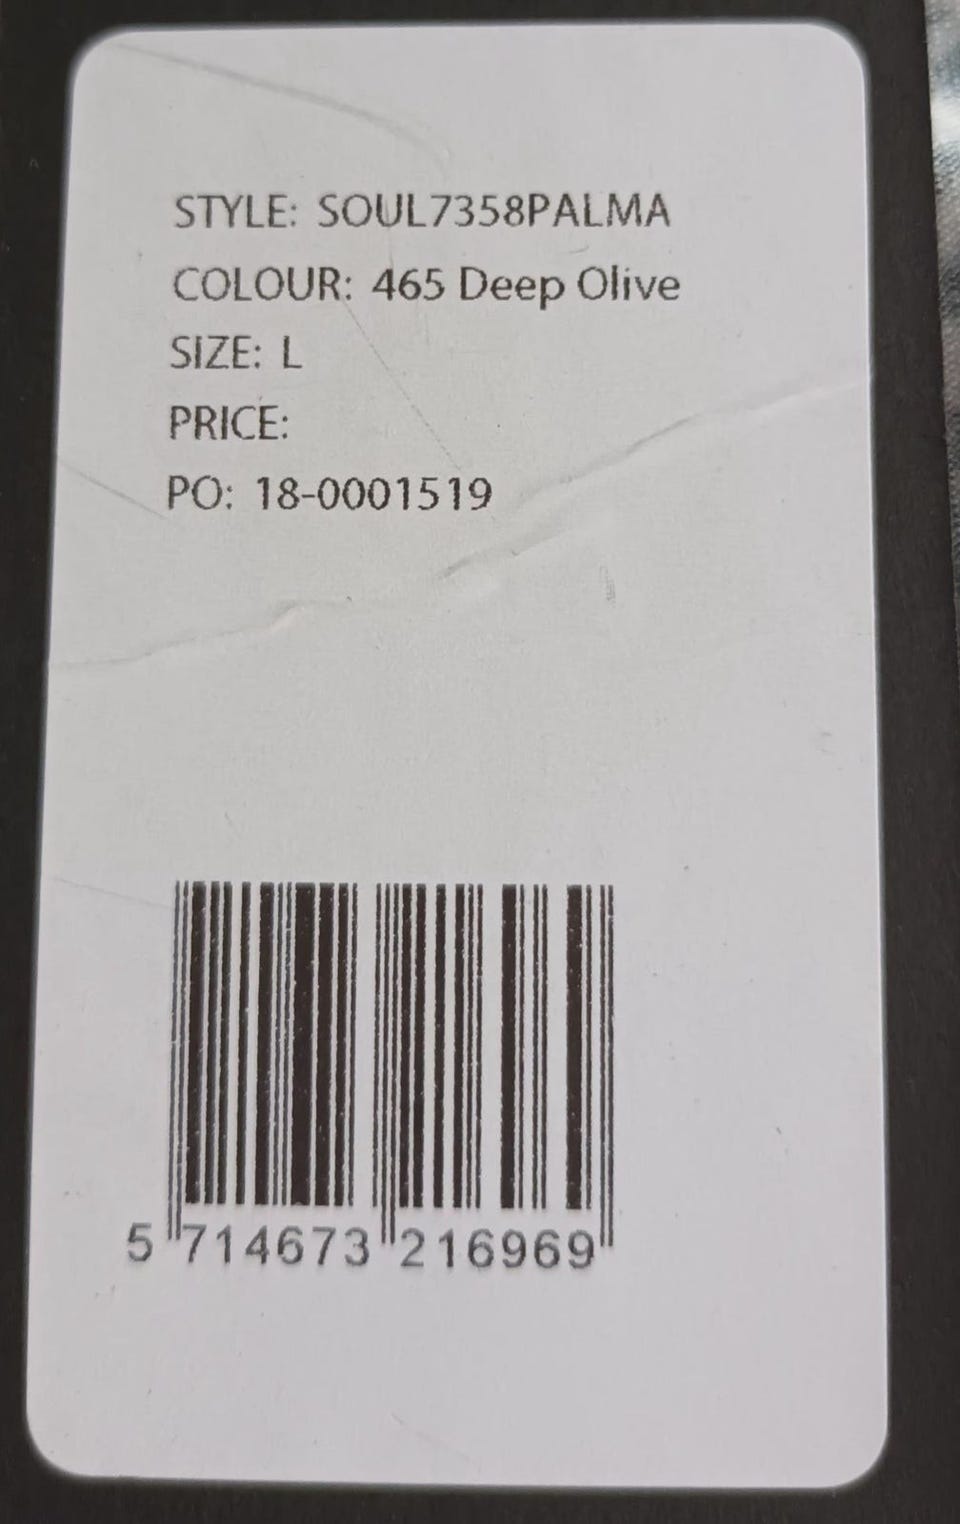 STYLE: SOUL7358PALMA
COLOUR: 465 Deep Olive
SIZE: L
PRICE:
PO: 18-0001519
5 714673 216969